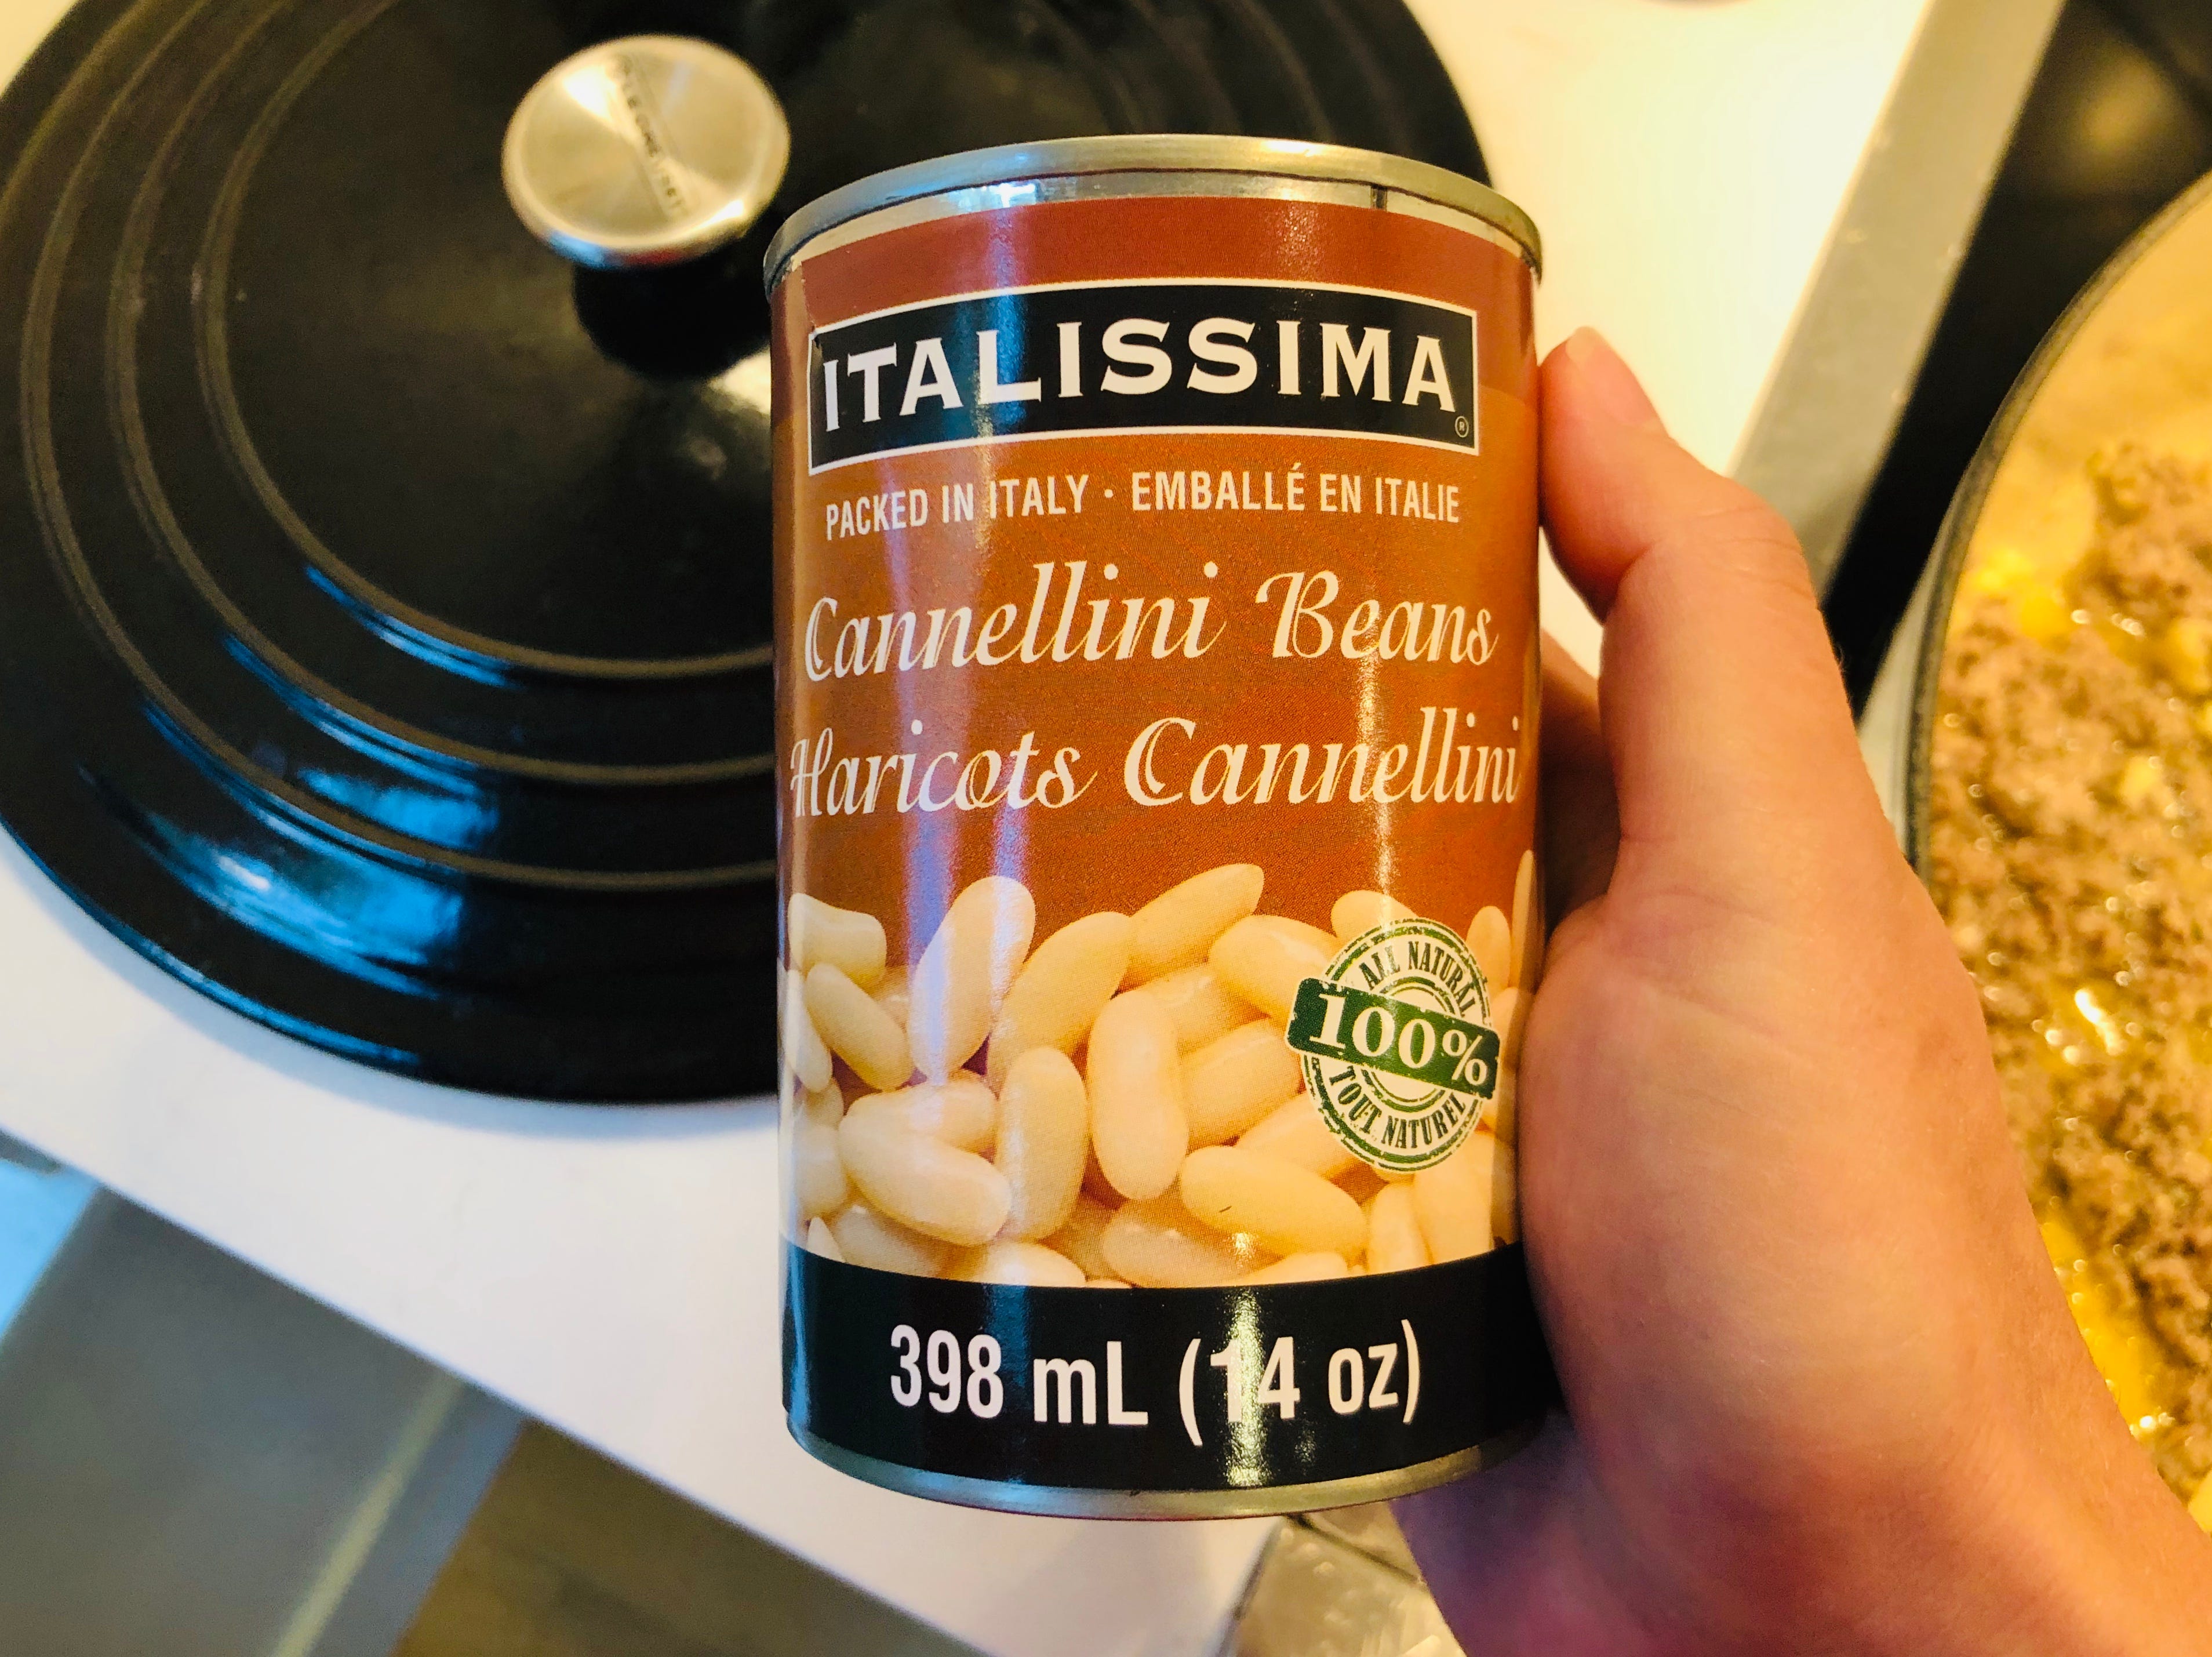 ITALISSIMA®
PACKED IN ITALY · EMBALLÉ EN ITALIE
Cannellini Beans
Haricots Cannellini
ALL NATURAL
100%
TOUT NATUREL
398 mL (14 oz)